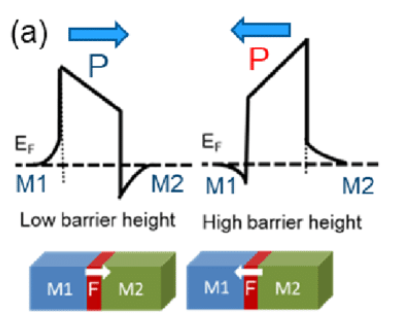 (a)
P P
E_F E_F
M1 M2 M1 M2
Low barrier height High barrier height
M1 F M2 M1 F M2